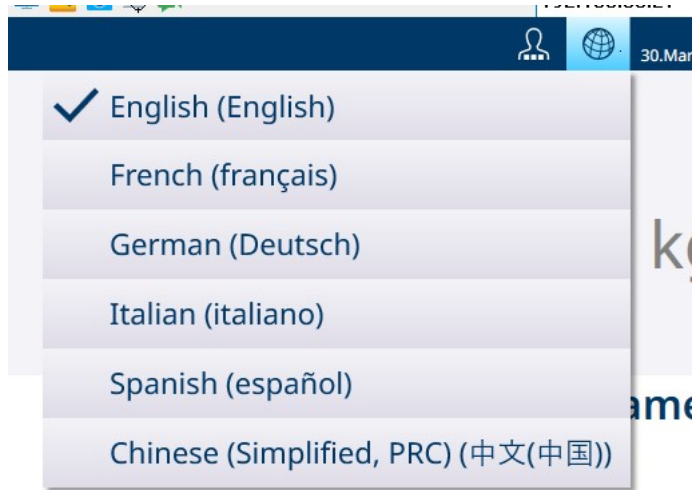 30.Mar
English (English)
French (français)
German (Deutsch)
Italian (italiano)
Spanish (español)
Chinese (Simplified, PRC) (中文(中国))